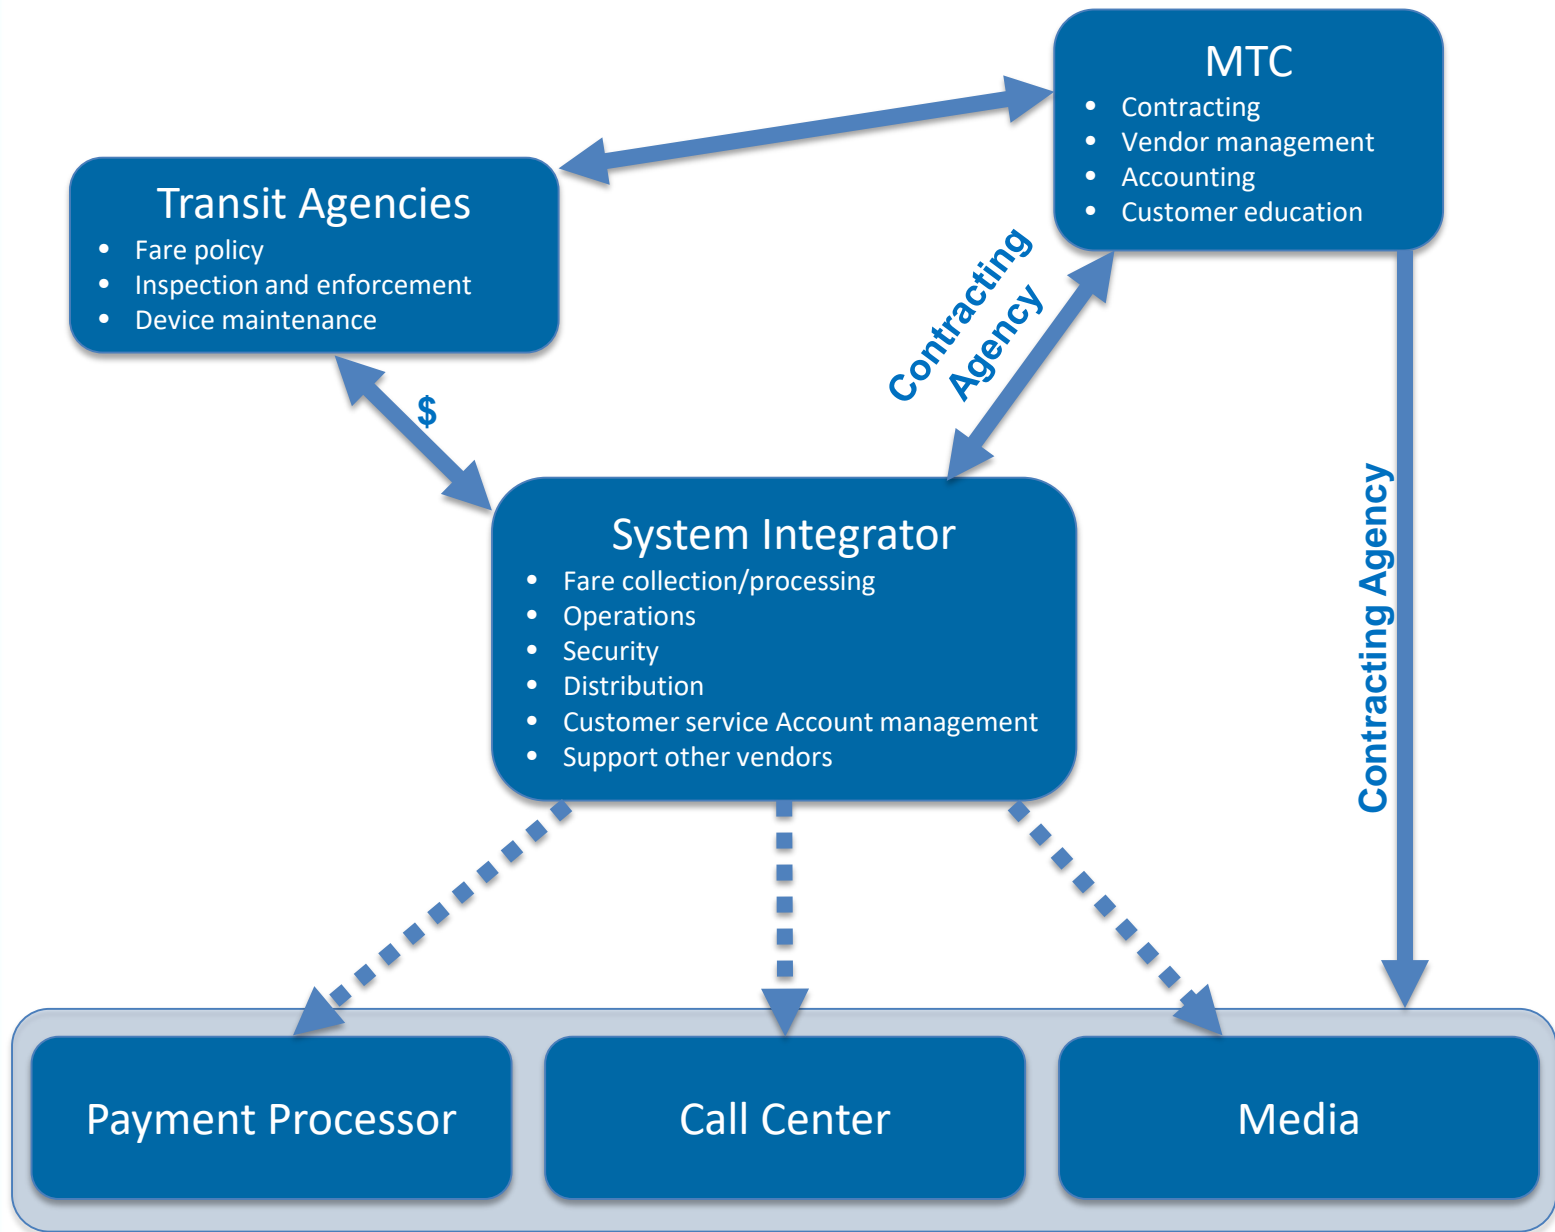 MTC
• Contracting
• Vendor management
• Accounting
• Customer education
Transit Agencies
• Fare policy
• Inspection and enforcement
• Device maintenance
Contracting
Agency
$
System Integrator
• Fare collection/processing
• Operations
• Security
• Distribution
• Customer service Account management
• Support other vendors
Contracting Agency
Payment Processor
Call Center
Media